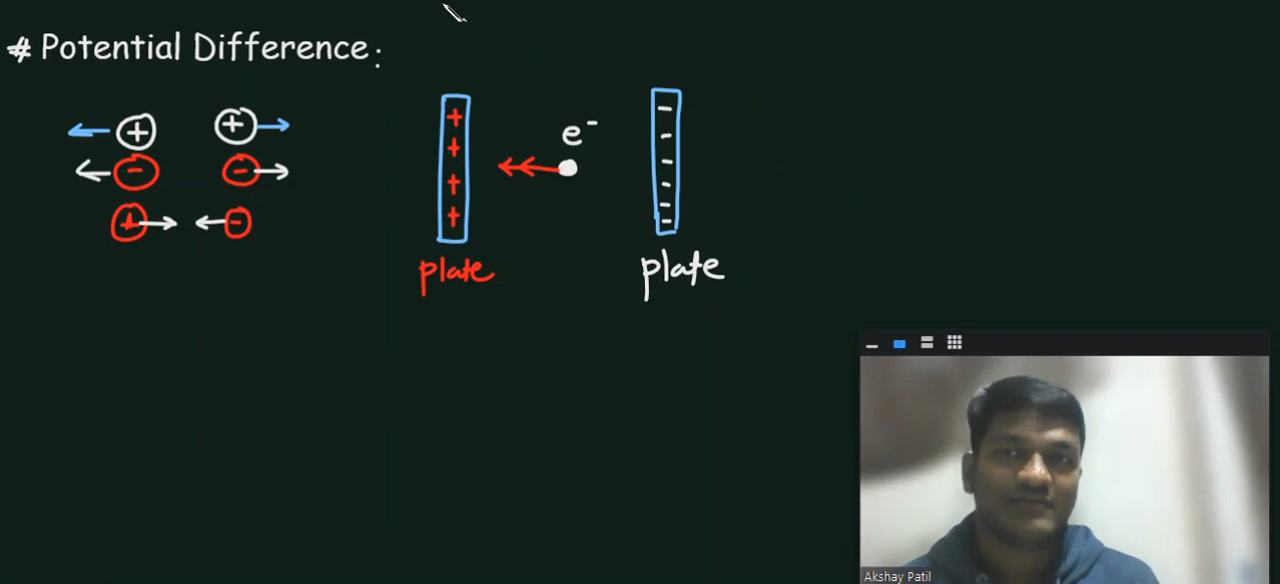 # Potential Difference:
+ +
- -
+ -
+ + + +
e-
- - - - - -
plate
plate
Akshay Patil